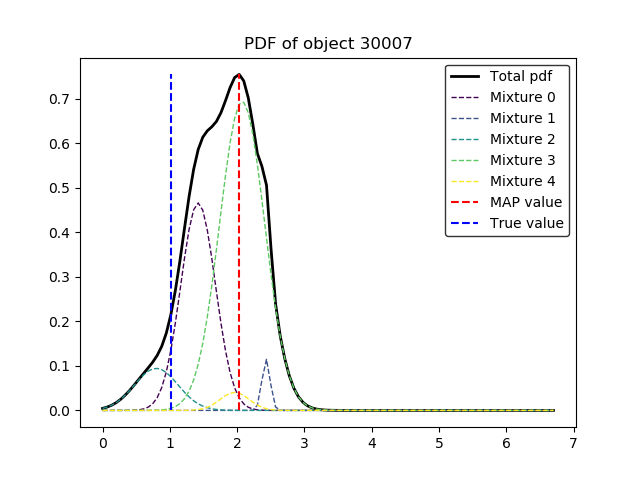 PDF of object 30007
Total pdf
Mixture 0
Mixture 1
Mixture 2
Mixture 3
Mixture 4
MAP value
True value
0.7
0.6
0.5
0.4
0.3
0.2
0.1
0.0
0 1 2 3 4 5 6 7